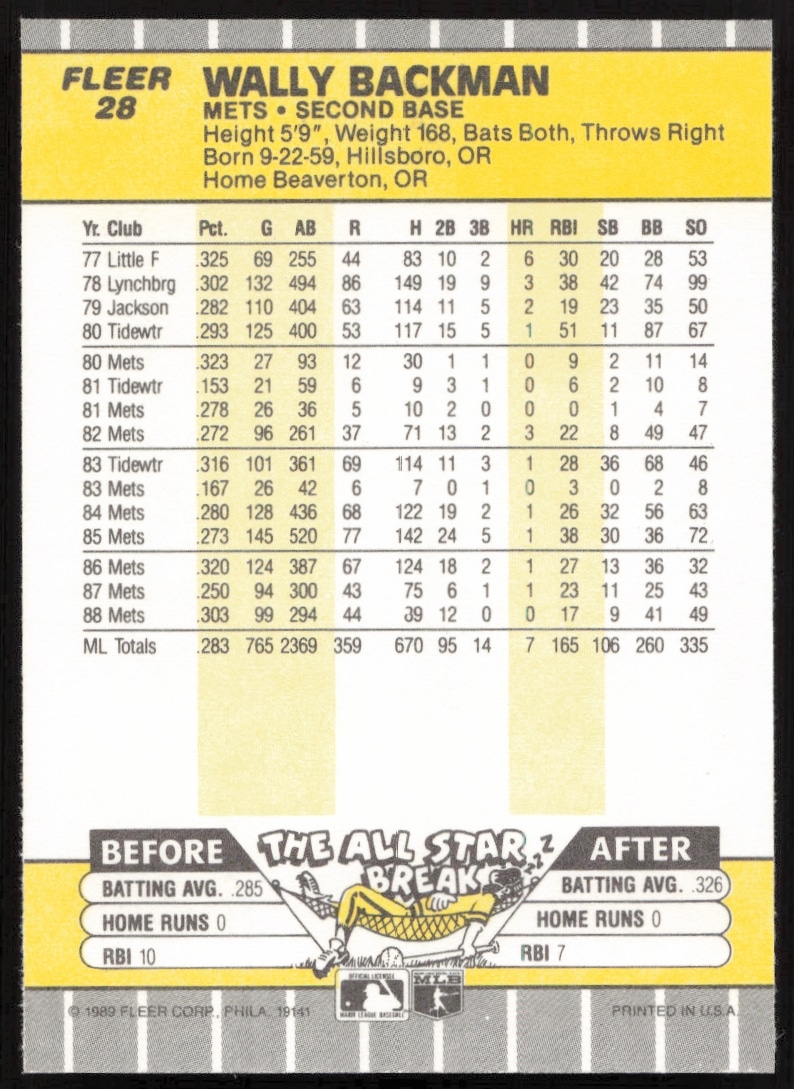 FLEER
28
WALLY BACKMAN
METS • SECOND BASE
Height 5'9", Weight 168, Bats Both, Throws Right
Born 9-22-59, Hillsboro, OR
Home Beaverton, OR
Yr. Club Pct. G AB R H 2B 3B HR RBI SB BB SO
77 Little F .325 69 255 44 83 10 2 6 30 20 28 53
78 Lynchbrg .302 132 494 86 149 19 9 3 38 42 74 99
79 Jackson .282 110 404 63 114 11 5 2 19 23 35 50
80 Tidewtr .293 125 400 53 117 15 5 1 51 11 87 67
80 Mets .323 27 93 12 30 1 1 0 9 2 11 14
81 Tidewtr .153 21 59 6 9 3 1 0 6 2 10 8
81 Mets .278 26 36 5 10 2 0 0 0 1 4 7
82 Mets .272 96 261 37 71 13 2 3 22 8 49 47
83 Tidewtr .316 101 361 69 114 11 3 1 28 36 68 46
83 Mets .167 26 42 6 7 0 1 0 3 0 2 8
84 Mets .280 128 436 68 122 19 2 1 26 32 56 63
85 Mets .273 145 520 77 142 24 5 1 38 30 36 72
86 Mets .320 124 387 67 124 18 2 1 27 13 36 32
87 Mets .250 94 300 43 75 6 1 1 23 11 25 43
88 Mets .303 99 294 44 89 12 0 0 17 9 41 49
ML Totals .283 765 2369 359 670 95 14 7 165 106 260 335
BEFORE THE ALL STAR BREAK ZZZ AFTER
BATTING AVG. .285 BATTING AVG. .326
HOME RUNS 0 HOME RUNS 0
RBI 10 RBI 7
OFFICIAL LICENSEE
MAJOR LEAGUE BASEBALL
MLB
© 1989 FLEER CORP., PHILA. 19141 PRINTED IN U.S.A.